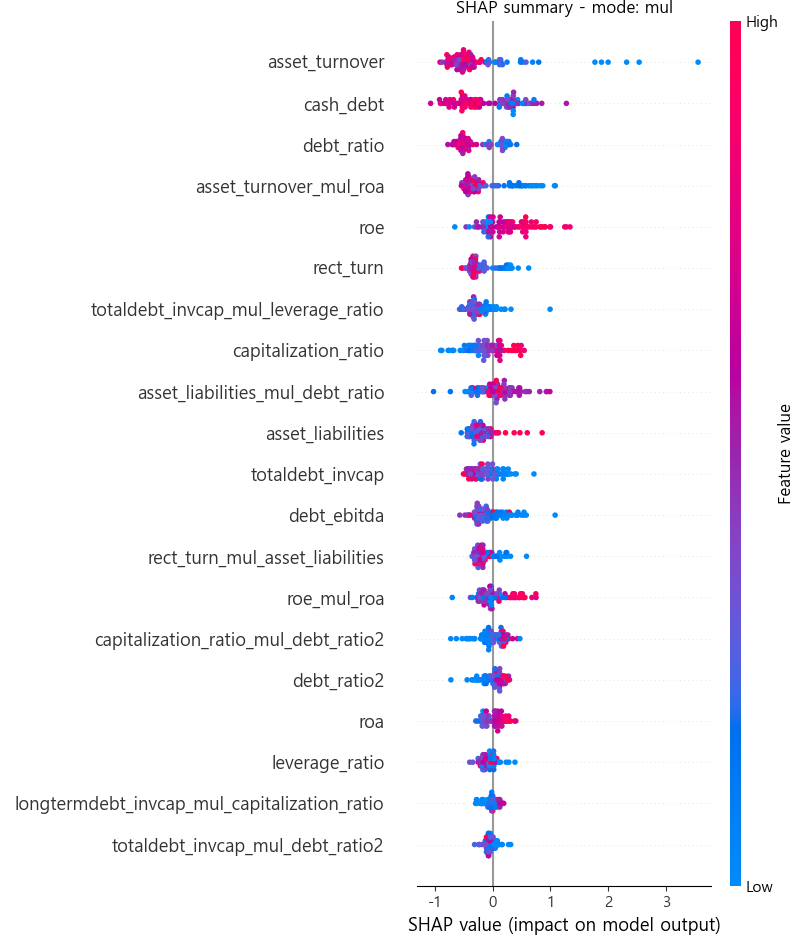 SHAP summary - mode: mul
High
asset_turnover
cash_debt
debt_ratio
asset_turnover_mul_roa
roe
rect_turn
totaldebt_invcap_mul_leverage_ratio
capitalization_ratio
asset_liabilities_mul_debt_ratio
asset_liabilities
totaldebt_invcap
debt_ebitda
rect_turn_mul_asset_liabilities
roe_mul_roa
capitalization_ratio_mul_debt_ratio2
debt_ratio2
roa
leverage_ratio
longtermdebt_invcap_mul_capitalization_ratio
totaldebt_invcap_mul_debt_ratio2
Feature value
Low
-1 0 1 2 3
SHAP value (impact on model output)